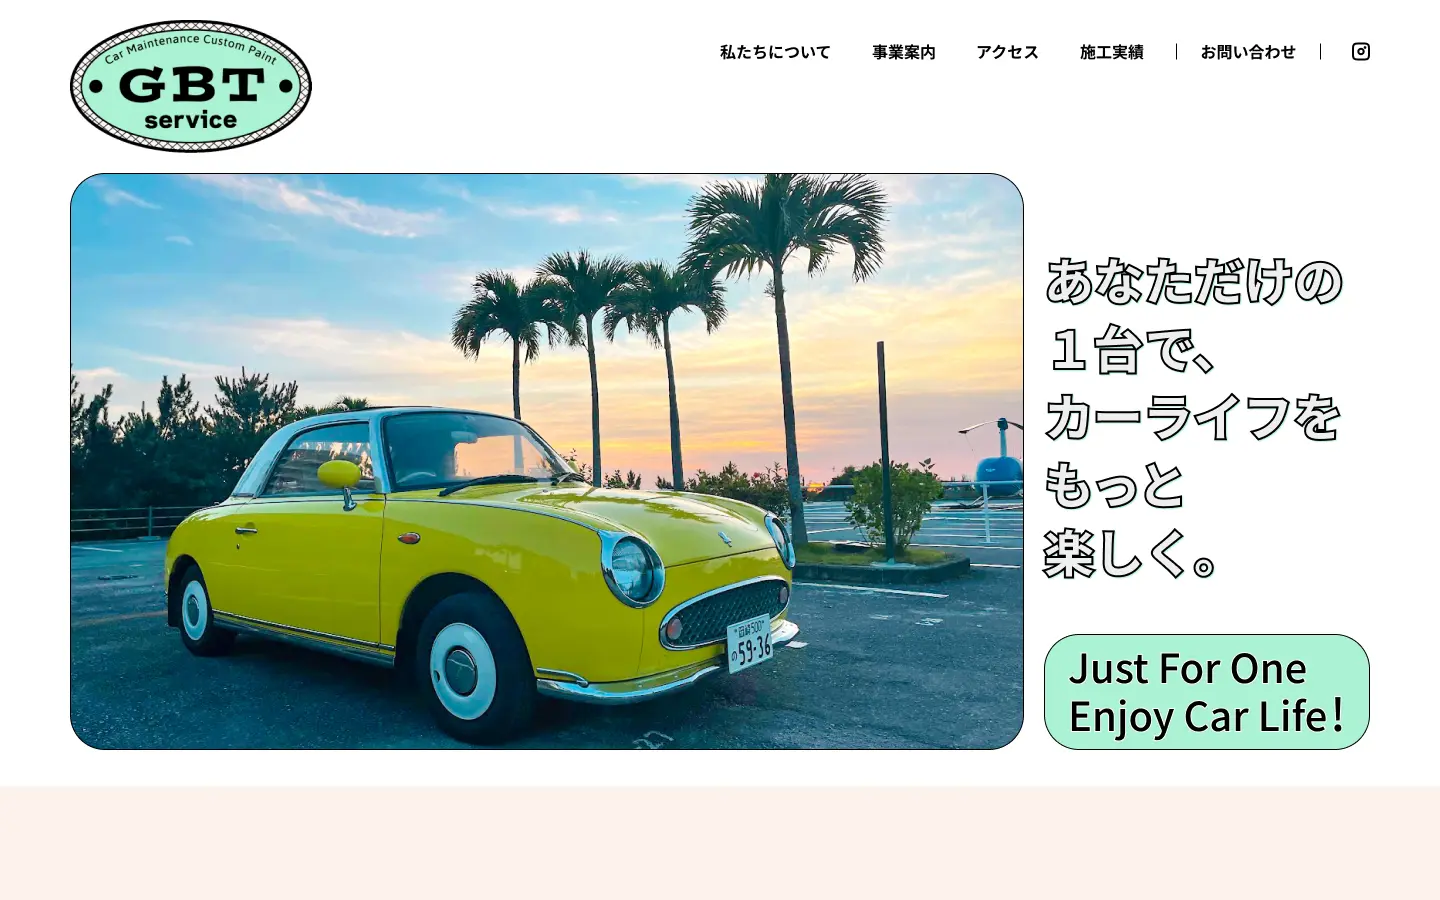 Car Maintenance Custom Paint
GBT
service
私たちについて
事業案内
アクセス
施工実績
お問い合わせ
あなただけの
１台で、
カーライフを
もっと
楽しく。
の 59-36
Just For One
Enjoy Car Life!